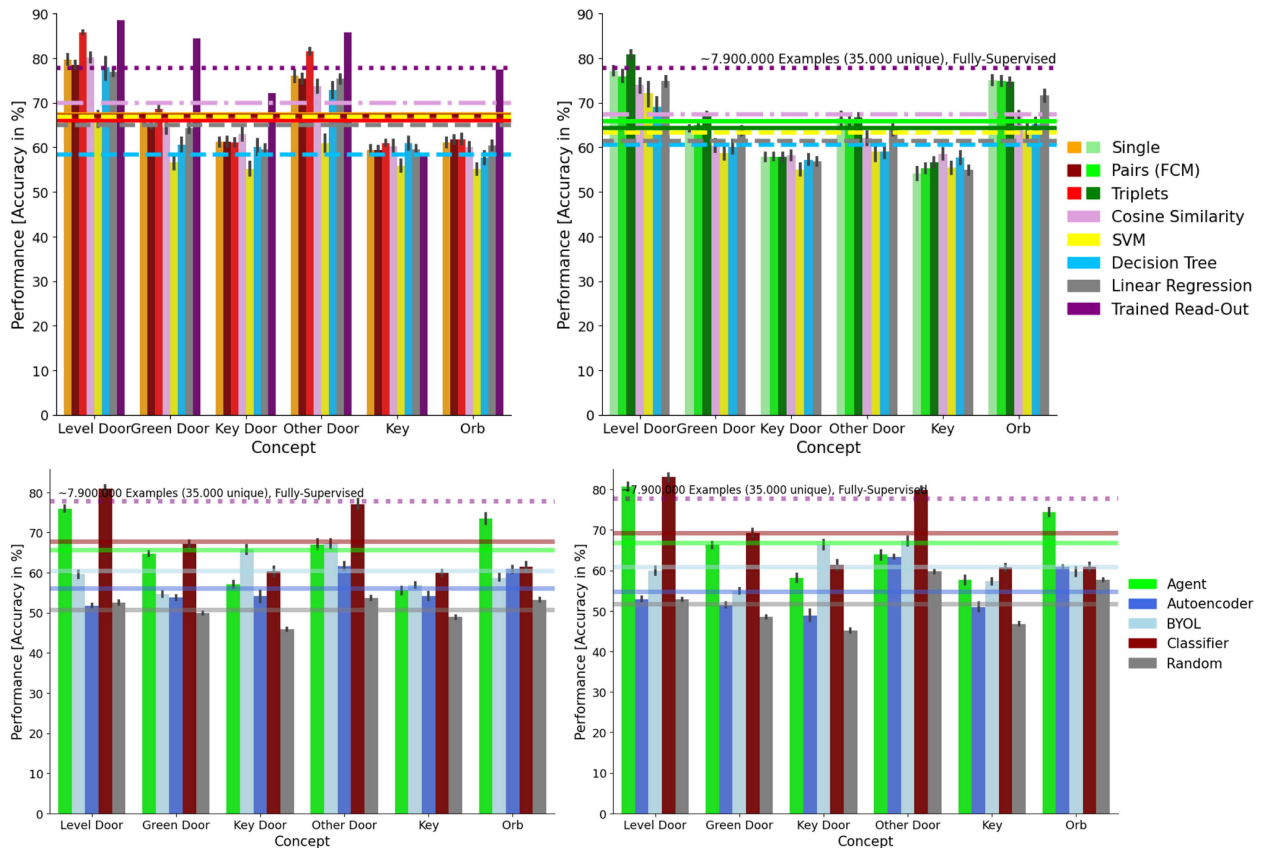 90
80
70
60
50
40
30
20
10
0
Performance [Accuracy in %]
Level Door Green Door Key Door Other Door Key Orb
Concept
90
80
70
60
50
40
30
20
10
0
Performance [Accuracy in %]
~7.900.000 Examples (35.000 unique), Fully-Supervised
Level Door Green Door Key Door Other Door Key Orb
Concept
Single
Pairs (FCM)
Triplets
Cosine Similarity
SVM
Decision Tree
Linear Regression
Trained Read-Out
80
70
60
50
40
30
20
10
0
Performance [Accuracy in %]
~7.900.000 Examples (35.000 unique), Fully-Supervised
Level Door Green Door Key Door Other Door Key Orb
Concept
80
70
60
50
40
30
20
10
0
Performance [Accuracy in %]
~7.900.000 Examples (35.000 unique), Fully-Supervised
Level Door Green Door Key Door Other Door Key Orb
Concept
Agent
Autoencoder
BYOL
Classifier
Random